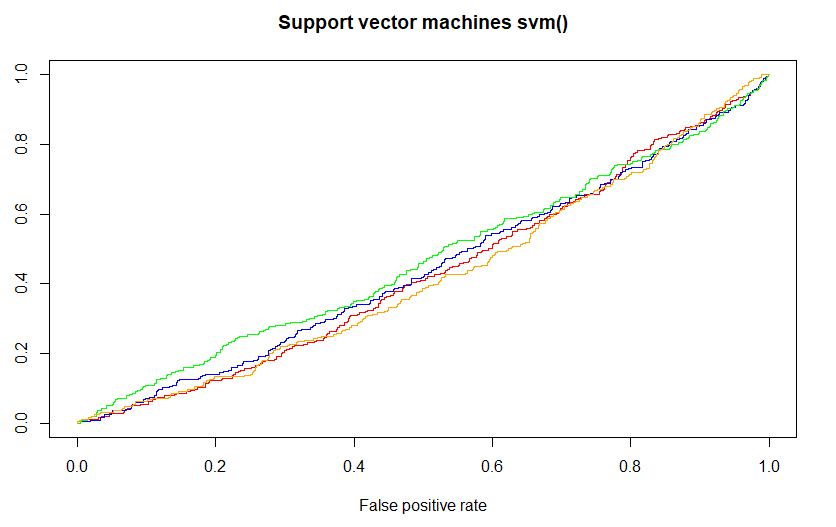 Support vector machines svm()
1.0
0.8
0.6
0.4
0.2
0.0
0.0 0.2 0.4 0.6 0.8 1.0
False positive rate